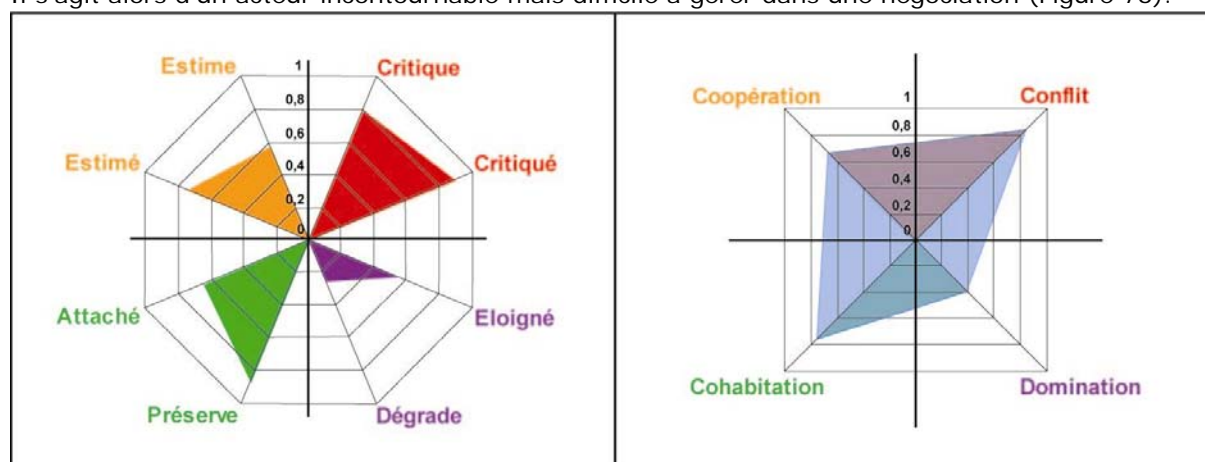 Il s'agit alors d'un acteur incontournable mais difficile à gérer dans une négociation (Figure 78).
Estime
1
Critique
0,8
Estimé
0,6
Critiqué
0,4
0,2
0
Attaché
Eloigné
Préserve
Dégrade
Coopération
1
Conflit
0,8
0,6
0,4
0,2
0
Cohabitation
Domination